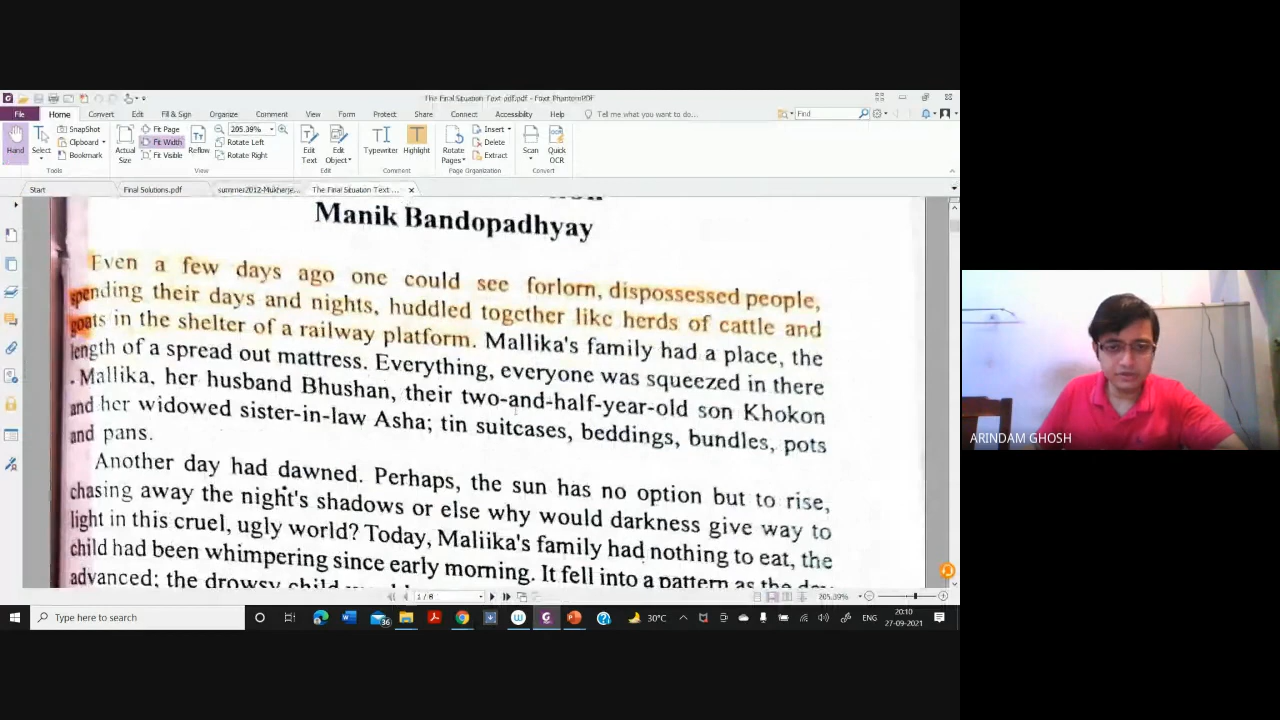 The Final Situation Text-pdf.pdf - Foxit PhantomPDF
File Home Convert Edit Fill & Sign Organize Comment View Form Protect Share Connect Accessibility Help Tell me what you want to do... Find
Hand
Select
SnapShot
Clipboard
Bookmark
Tools
Actual Size
Fit Page
Fit Width
Fit Visible
Reflow
205.39%
Rotate Left
Rotate Right
View
Edit Text
Edit Object
Edit
Typewriter
Highlight
Comment
Rotate Pages
Insert
Delete
Extract
Page Organization
Scan
Quick OCR
Convert
Start Final Solutions.pdf summer2012-Mukherje... The Final Situation Text ...
Manik Bandopadhyay
Even a few days ago one could see forlorn, dispossessed people,
spending their days and nights, huddled together like herds of cattle and
goats in the shelter of a railway platform. Mallika's family had a place, the
length of a spread out mattress. Everything, everyone was squeezed in there
- Mallika, her husband Bhushan, their two-and-half-year-old son Khokon
and her widowed sister-in-law Asha; tin suitcases, beddings, bundles, pots
and pans.
Another day had dawned. Perhaps, the sun has no option but to rise,
chasing away the night's shadows or else why would darkness give way to
light in this cruel, ugly world? Today, Maliika's family had nothing to eat, the
child had been whimpering since early morning. It fell into a pattern as the day
advanced; the drowsy child
1 / 8
205.39%
Type here to search
36
30°C
ENG
20:10
27-09-2021
ARINDAM GHOSH